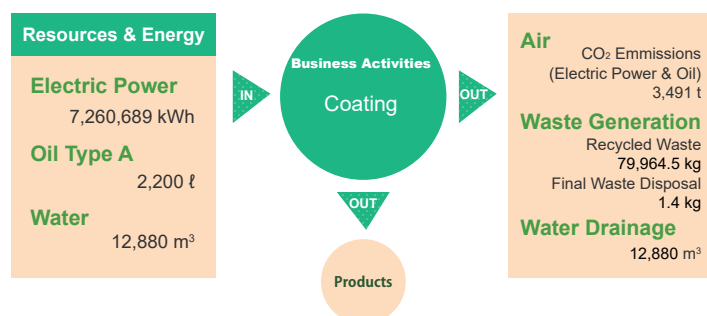 Resources & Energy
Electric Power
7,260,689 kWh
Oil Type A
2,200 ℓ
Water
12,880 m³
IN
Business Activities
Coating
OUT
OUT
Products
Air
CO₂ Emmissions
(Electric Power & Oil)
3,491 t
Waste Generation
Recycled Waste
79,964.5 kg
Final Waste Disposal
1.4 kg
Water Drainage
12,880 m³